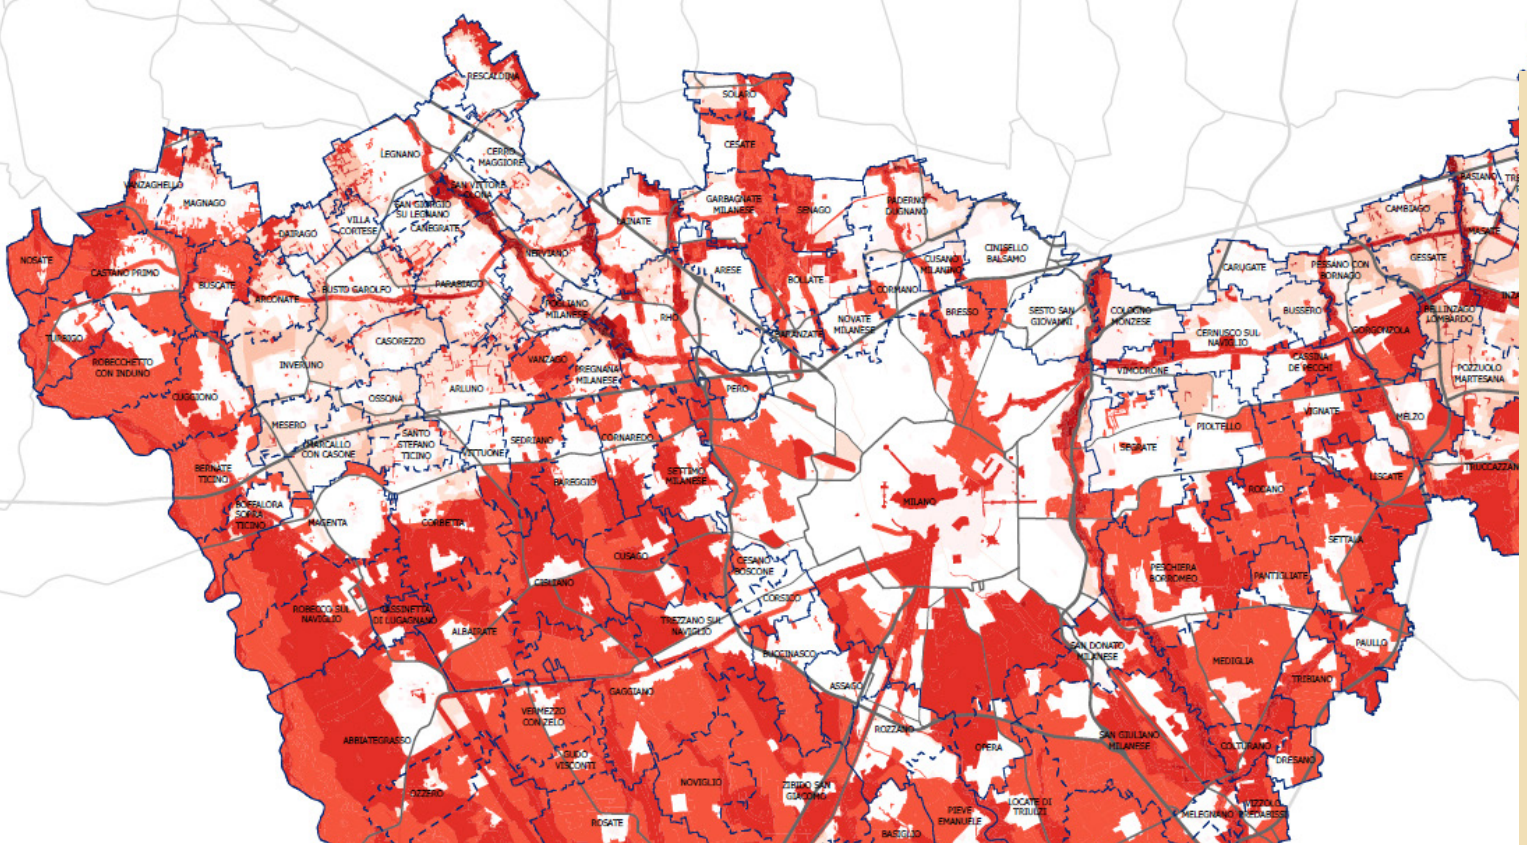 RESCALDINA
SOLARO
CESATE
LEGNANO
CERRO
MAGGIORE
BASIANO
VANZAGHELLO
MAGNAGO
SAN VITTORE
OLONA
SAN GIORGIO
SU LEGNANO
GARBAGNATE
MILANESE
SENAGO
PADERNO
DUGNANO
CAMBIAGO
LAINATE
VILLA
CORTESE
CANEGRATE
DAIRAGO
MASATE
NERVIANO
CINISELLO
BALSAMO
NOSATE
CASTANO PRIMO
ARESE
CUSANO
MILANINO
CARUGATE
PESSANO CON
BORNAGO
GESSATE
BUSCATE
ARCONATE
BUSTO GAROLFO
PARABIAGO
BOLLATE
CORMANO
POGLIANO
MILANESE
RHO
BRESSO
SESTO SAN
GIOVANNI
COLOGNO
MONZESE
BUSSERO
BELLINZAGO
LOMBARDO
NOVATE
MILANESE
BARANZATE
CERNUSCO SUL
NAVIGLIO
GORGONZOLA
TURBIGO
CASOREZZO
ROBECCHETTO
CON INDUNO
INVERUNO
VANZAGO
PREGNANA
MILANESE
CASSINA
DE'PECCHI
VIMODRONE
POZZUOLO
MARTESANA
CUGGIONO
OSSONA
ARLUNO
PERO
MESERO
VIGNATE
MELZO
PIOLTELLO
MARCALLO
CON CASONE
SANTO
STEFANO
TICINO
VITTUONE
SEDRIANO
CORNAREDO
SEGRATE
BERNATE
TICINO
SETTIMO
MILANESE
BAREGGIO
LISCATE
RODANO
BOFFALORA
SOPRA
TICINO
MAGENTA
CORBETTA
MILANO
SETTALA
CUSAGO
CESANO
BOSCONE
CISLIANO
PESCHIERA
BORROMEO
PANTIGLIATE
CORSICO
ROBECCO SUL
NAVIGLIO
CASSINETTA
DI LUGAGNANO
ALBAIRATE
TREZZANO SUL
NAVIGLIO
BUCCINASCO
SAN DONATO
MILANESE
PAULLO
MEDIGLIA
TRIBIANO
ASSAGO
GAGGIANO
VERMEZZO
CON ZELO
ROZZANO
ABBIATEGRASSO
OPERA
SAN GIULIANO
MILANESE
COLTURANO
DRESANO
GUDO
VISCONTI
NOVIGLIO
ZIBIDO SAN
GIACOMO
OZZERO
LOCATE DI
TRIULZI
PIEVE
EMANUELE
VIZZOLO
PREDABISSI
MELEGNANO
ROSATE
BASIGLIO